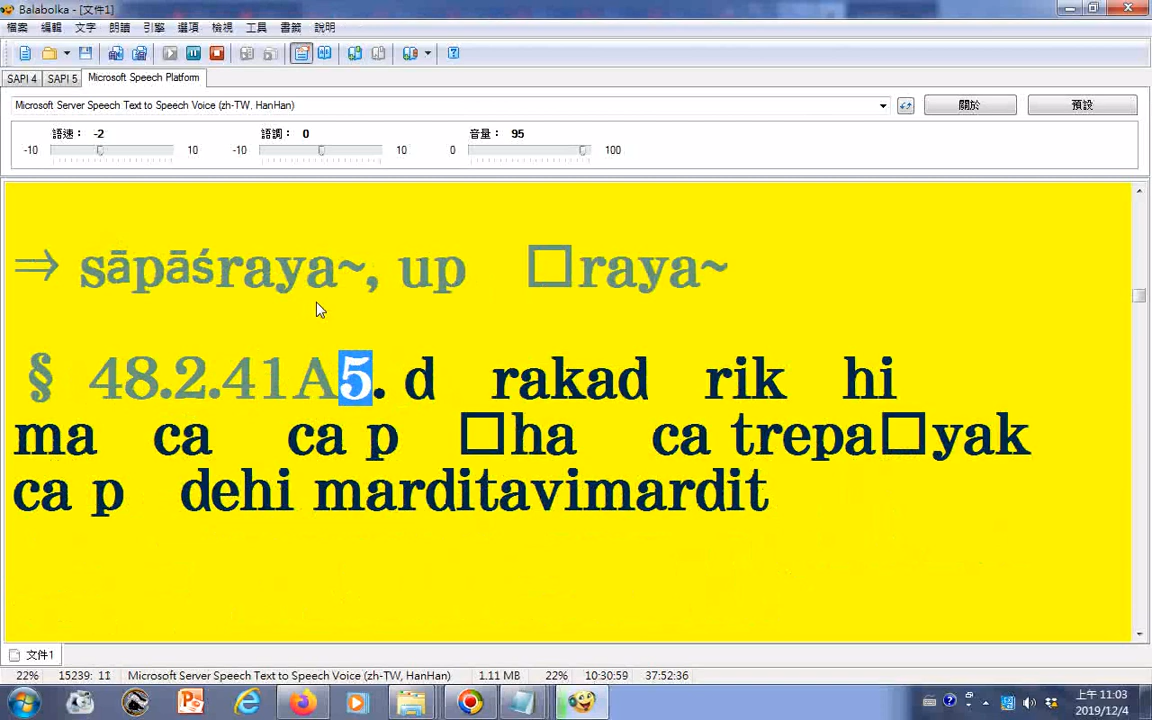 Balabolka - [文件1]
檔案 編輯 文字 朗讀 引擎 選項 檢視 工具 書籤 說明
SAPI 4 SAPI 5 Microsoft Speech Platform
Microsoft Server Speech Text to Speech Voice (zh-TW, HanHan) 關於 預設
語速： -2 語調： 0 音量： 95
-10 10 -10 10 0 100
⇒ sāpāśraya~, up □raya~
§ 48.2.41A5. d rakad rik hi
ma ca ca p □ha ca trepa□yak
ca p dehi marditavimardit
文件1
22% 15239: 11 Microsoft Server Speech Text to Speech Voice (zh-TW, HanHan) 1.11 MB 22% 10:30:59 37:52:36
上午 11:03
2019/12/4